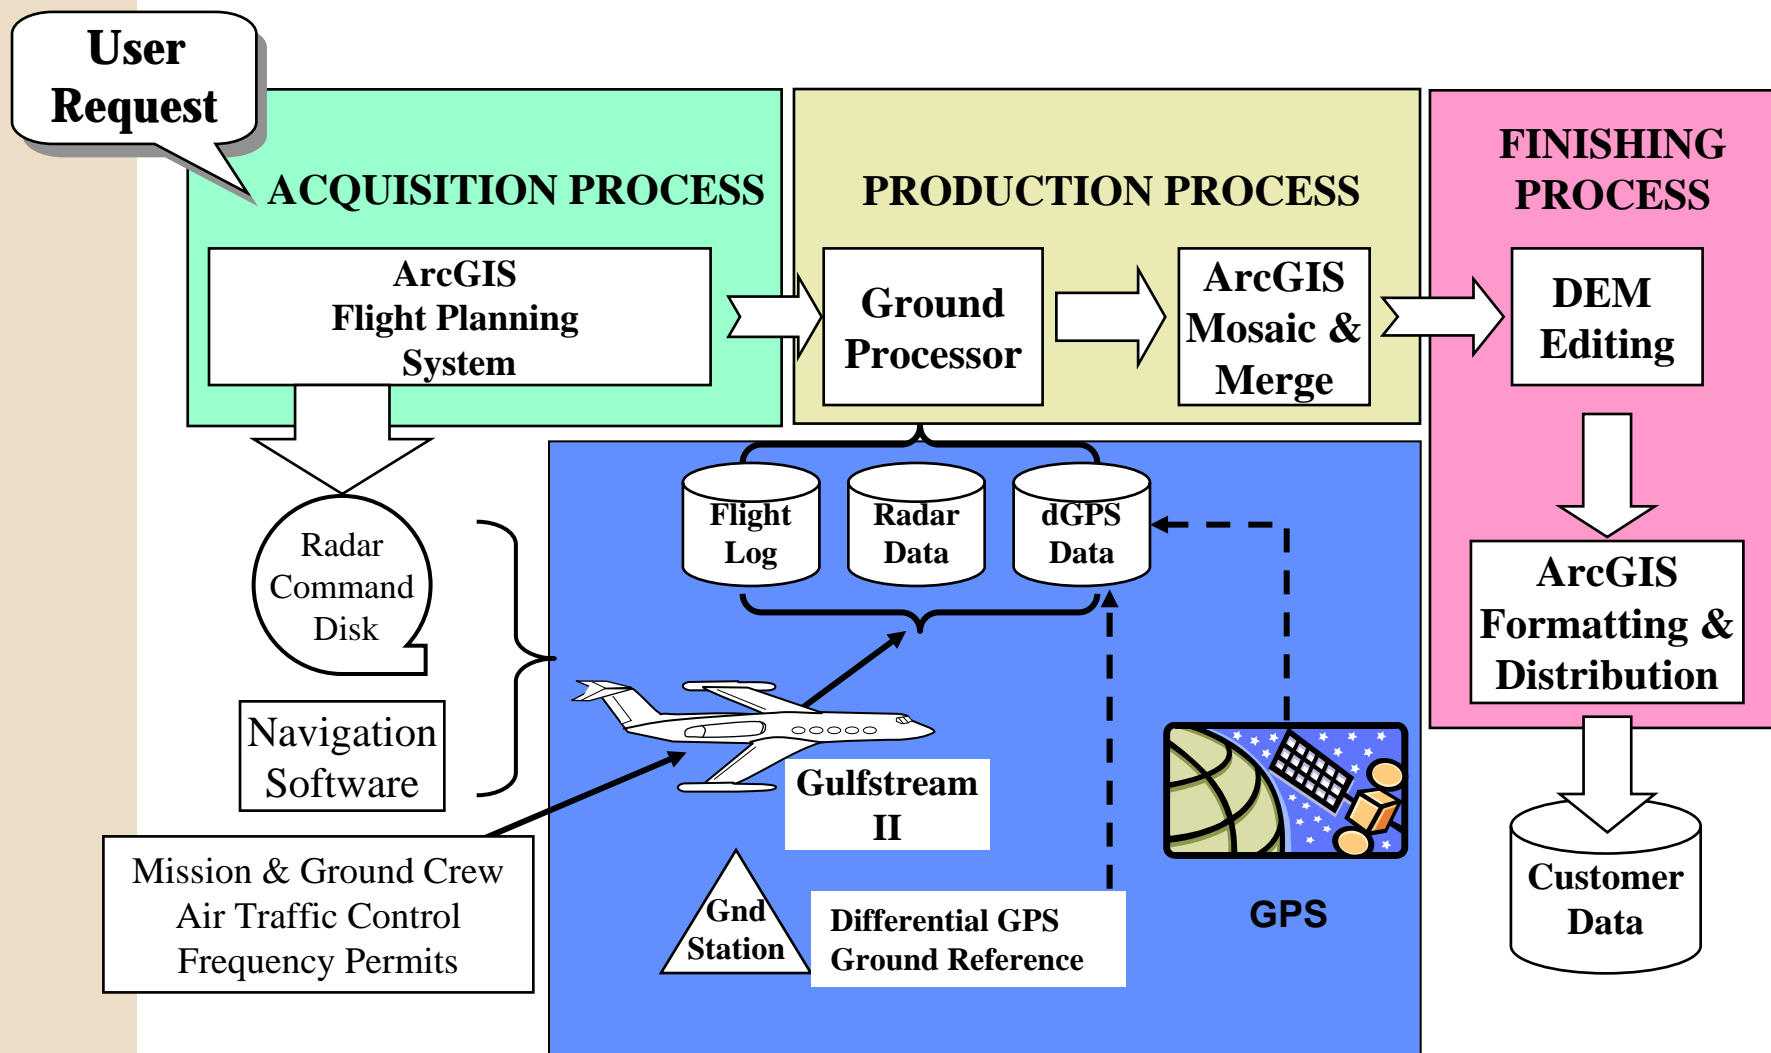 User
Request
ACQUISITION PROCESS
PRODUCTION PROCESS
FINISHING
PROCESS
ArcGIS
Flight Planning
System
Ground
Processor
ArcGIS
Mosaic &
Merge
DEM
Editing
Flight
Log
Radar
Data
dGPS
Data
Radar
Command
Disk
ArcGIS
Formatting &
Distribution
Navigation
Software
Gulfstream
II
Mission & Ground Crew
Air Traffic Control
Frequency Permits
Gnd
Station
Differential GPS
Ground Reference
GPS
Customer
Data